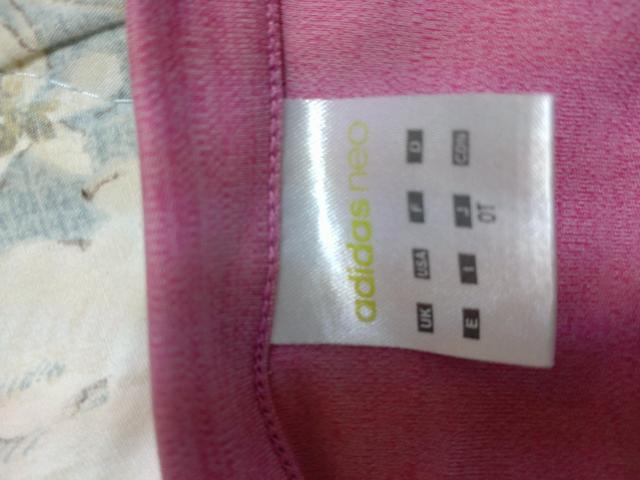 adidas neo
UK USA F D
E I J CDN
OT